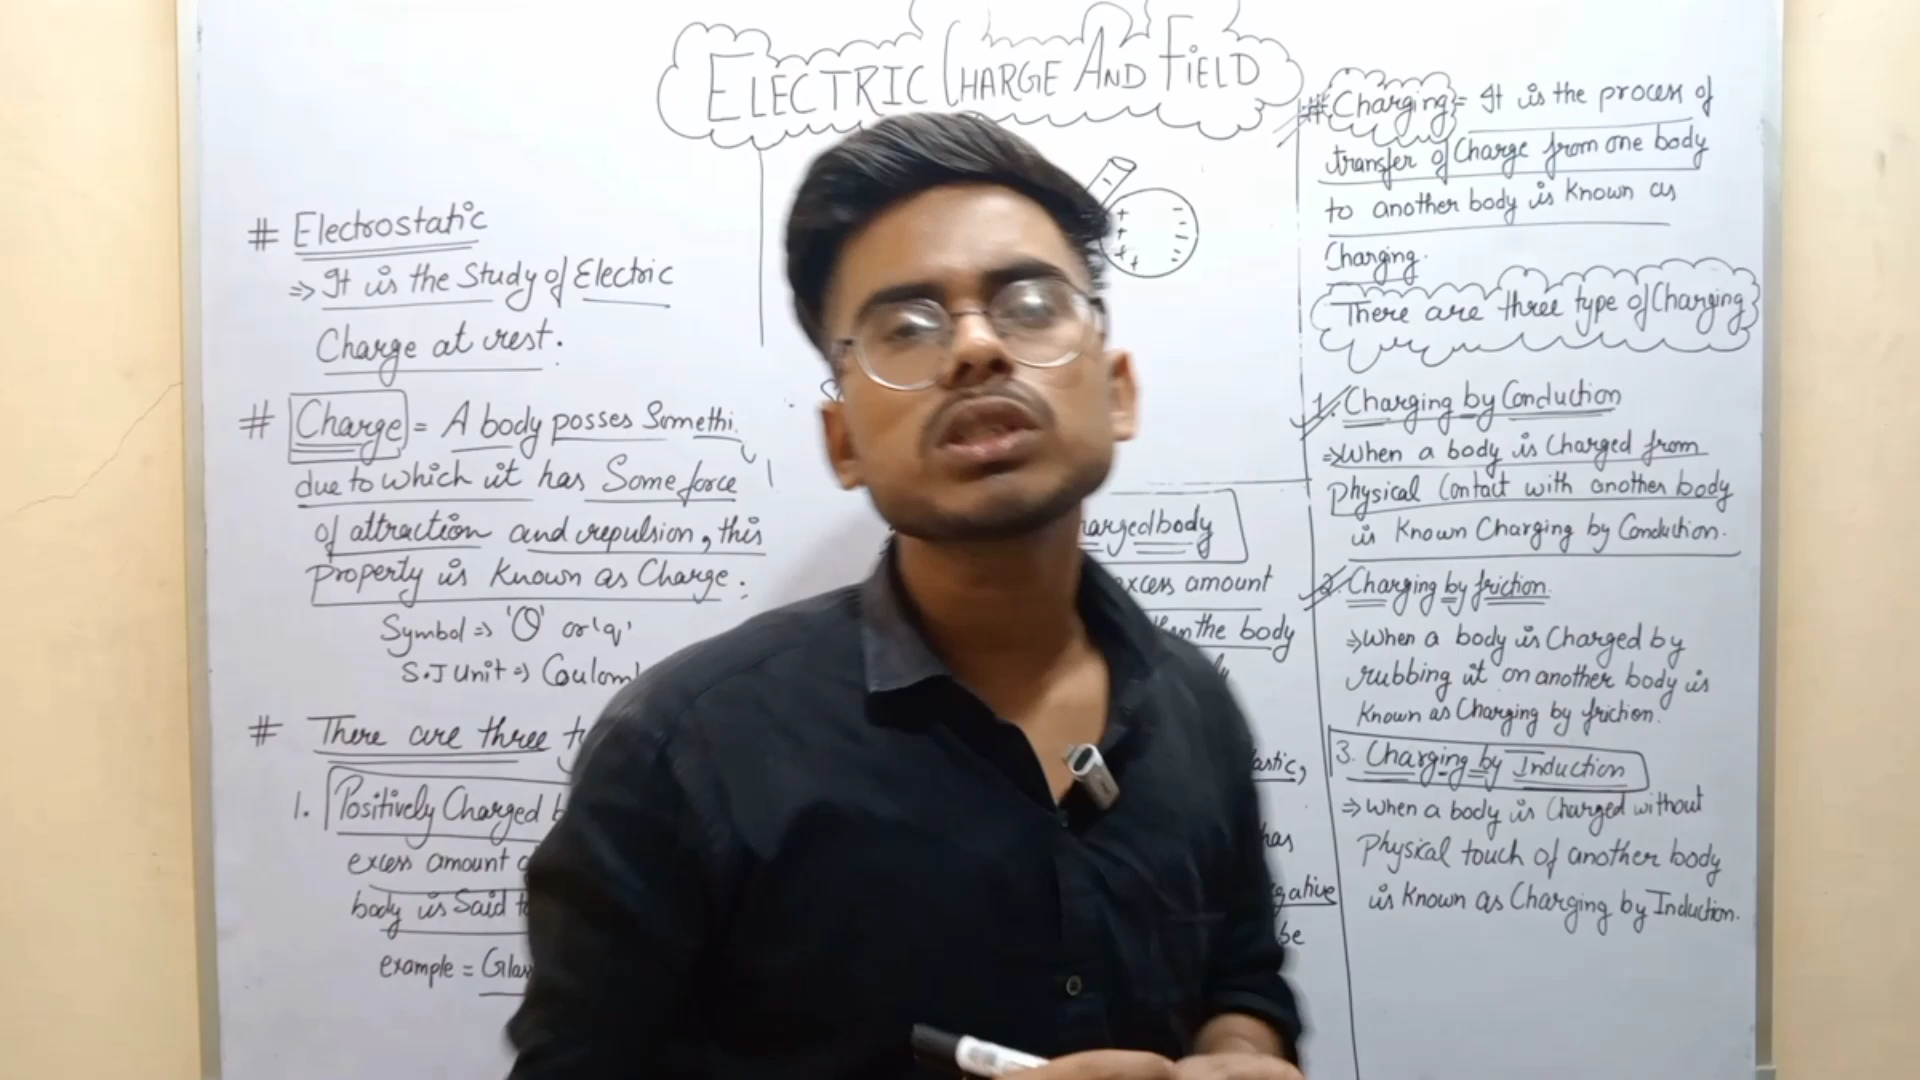 ELECTRIC CHARGE AND FIELD
# Electrostatic
⇒ It is the Study of Electric
Charge at rest.
# Charge = A body posses Somethi
due to which it has Some force
of attraction and repulsion, this
property is Known as Charge.
Symbol ⇒ 'Q' or 'q'
S.I Unit ⇒ Coulom
# There are three
1. Positively Charged
excess amount
body is Said
example = Glas
+ + + +
- - - -
harged body
excess amount
the body
astic,
has
gative
be
# Charging = It is the process of
transfer of Charge from one body
to another body is Known as
Charging.
There are three type of Charging
1. Charging by Conduction
⇒ When a body is Charged from
physical Contact with another body
is Known Charging by Conduction.
2. Charging by friction.
⇒ When a body is Charged by
rubbing it on another body is
Known as Charging by friction.
3. Charging by Induction
⇒ When a body is Charged without
Physical touch of another body
is Known as Charging by Induction.